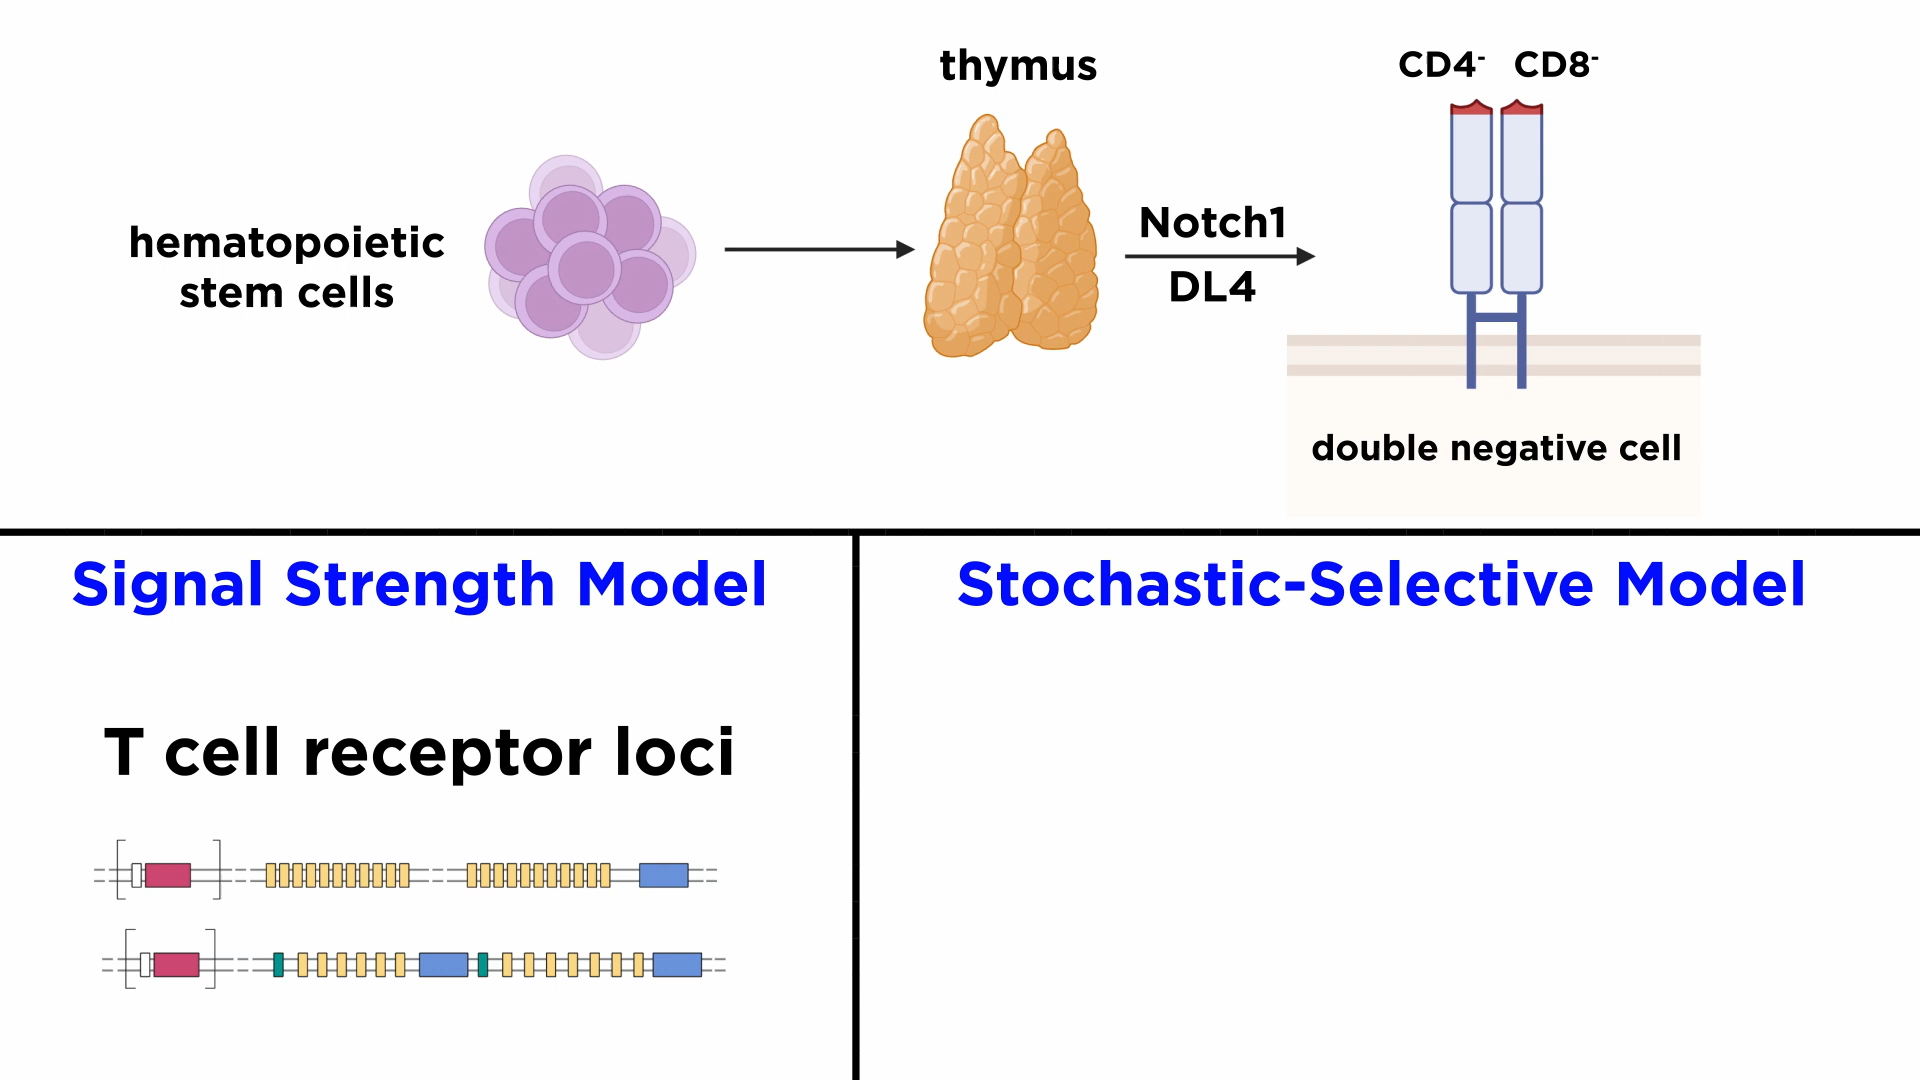 thymus
CD4⁻ CD8⁻
hematopoietic
stem cells
Notch1
DL4
double negative cell
Signal Strength Model
Stochastic-Selective Model
T cell receptor loci